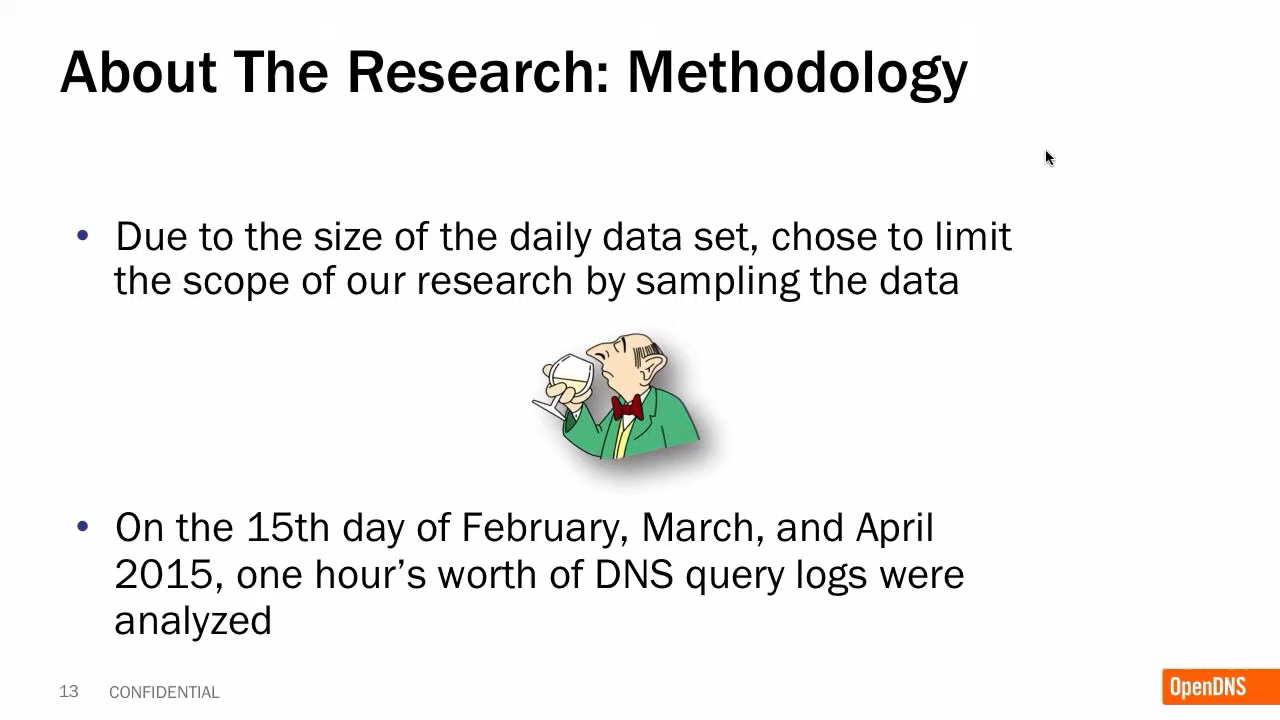 About The Research: Methodology
• Due to the size of the daily data set, chose to limit
the scope of our research by sampling the data
• On the 15th day of February, March, and April
2015, one hour’s worth of DNS query logs were
analyzed
13 CONFIDENTIAL
OpenDNS